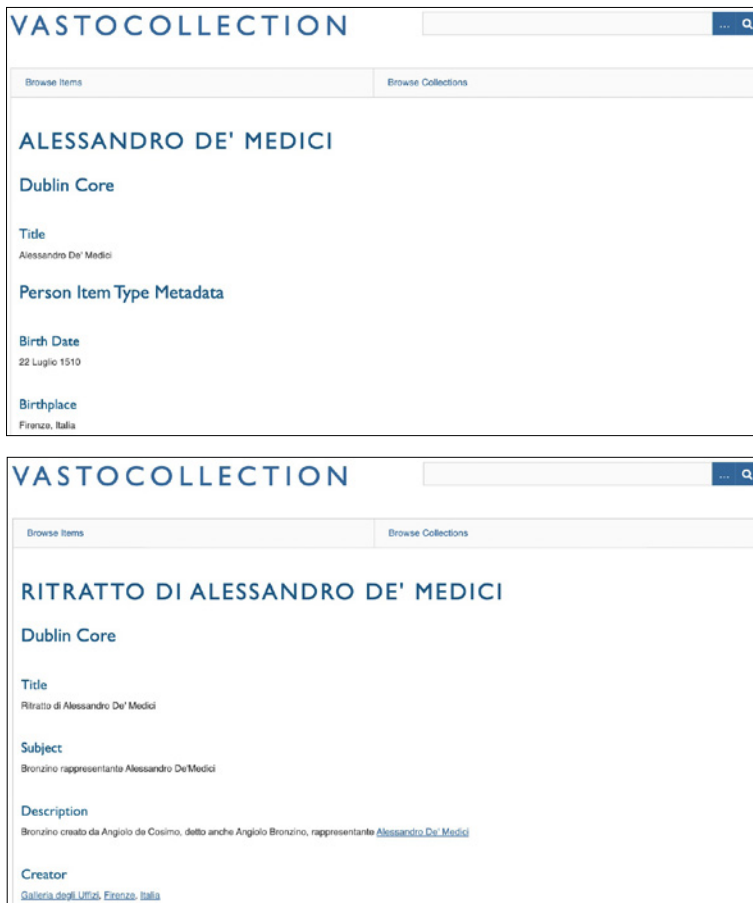 VASTOCOLLECTION
...
Browse Items
Browse Collections
ALESSANDRO DE' MEDICI
Dublin Core
Title
Alessandro De' Medici
Person Item Type Metadata
Birth Date
22 Luglio 1510
Birthplace
Firenze, Italia
VASTOCOLLECTION
...
Browse Items
Browse Collections
RITRATTO DI ALESSANDRO DE' MEDICI
Dublin Core
Title
Ritratto di Alessandro De' Medici
Subject
Bronzino rappresentante Alessandro De'Medici
Description
Bronzino creato da Angiolo de Cosimo, detto anche Angiolo Bronzino, rappresentante Alessandro De' Medici
Creator
Galleria degli Uffizi, Firenze, Italia